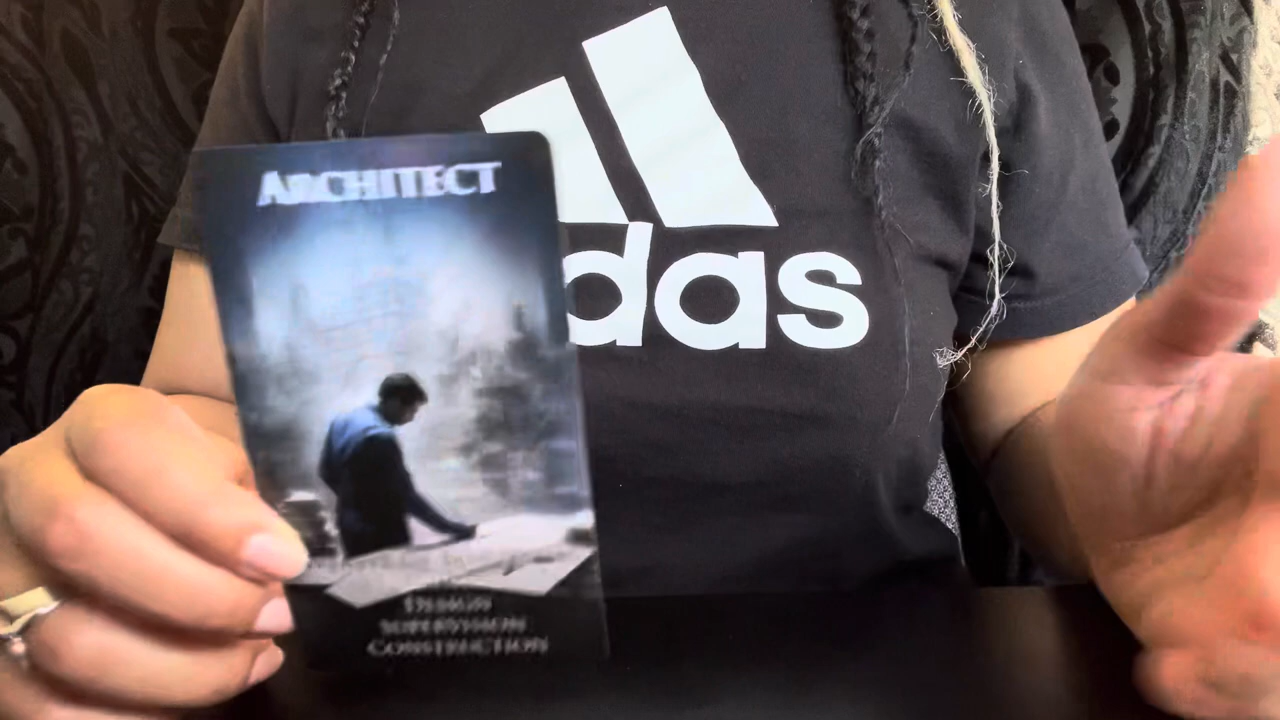 ARCHITECT
das
DESIGN
SUPERVISION
CONSTRUCTION